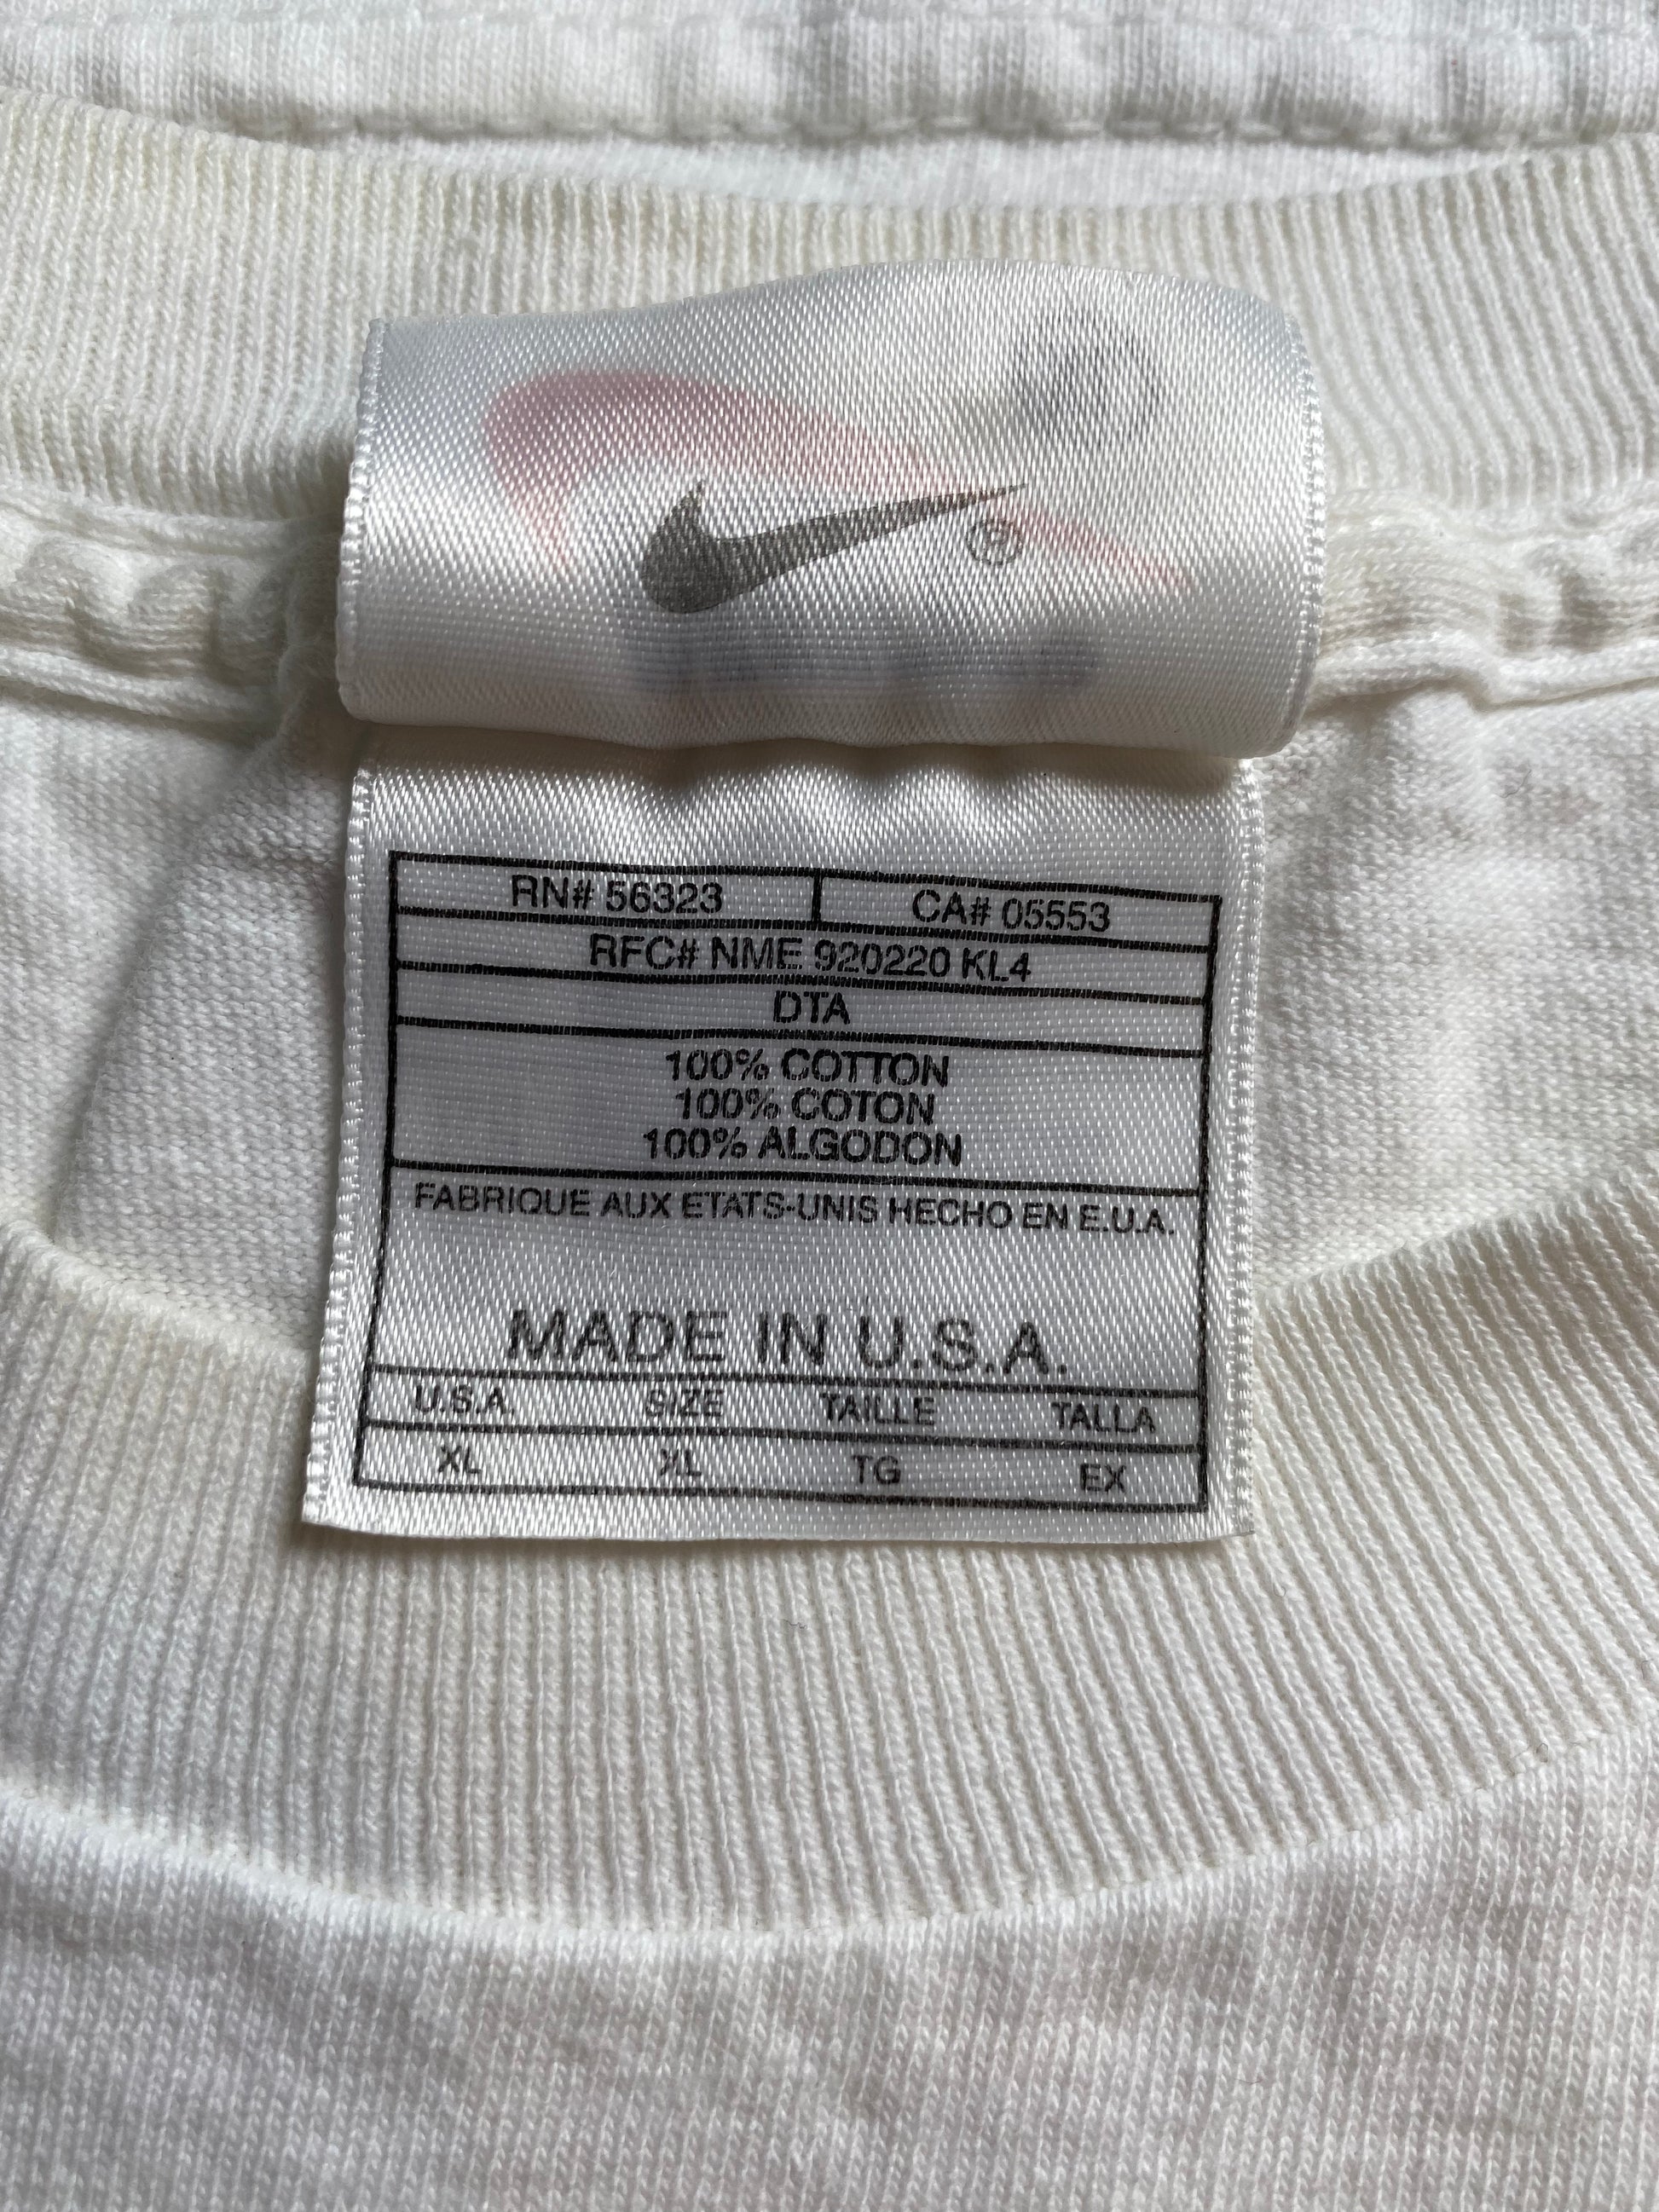 ®
RN# 56323 CA# 05553
RFC# NME 920220 KL4
DTA
100% COTTON
100% COTON
100% ALGODON
FABRIQUE AUX ETATS-UNIS HECHO EN E.U.A.
MADE IN U.S.A.
U.S.A. SIZE TAILLE TALLA
XL XL TG EX